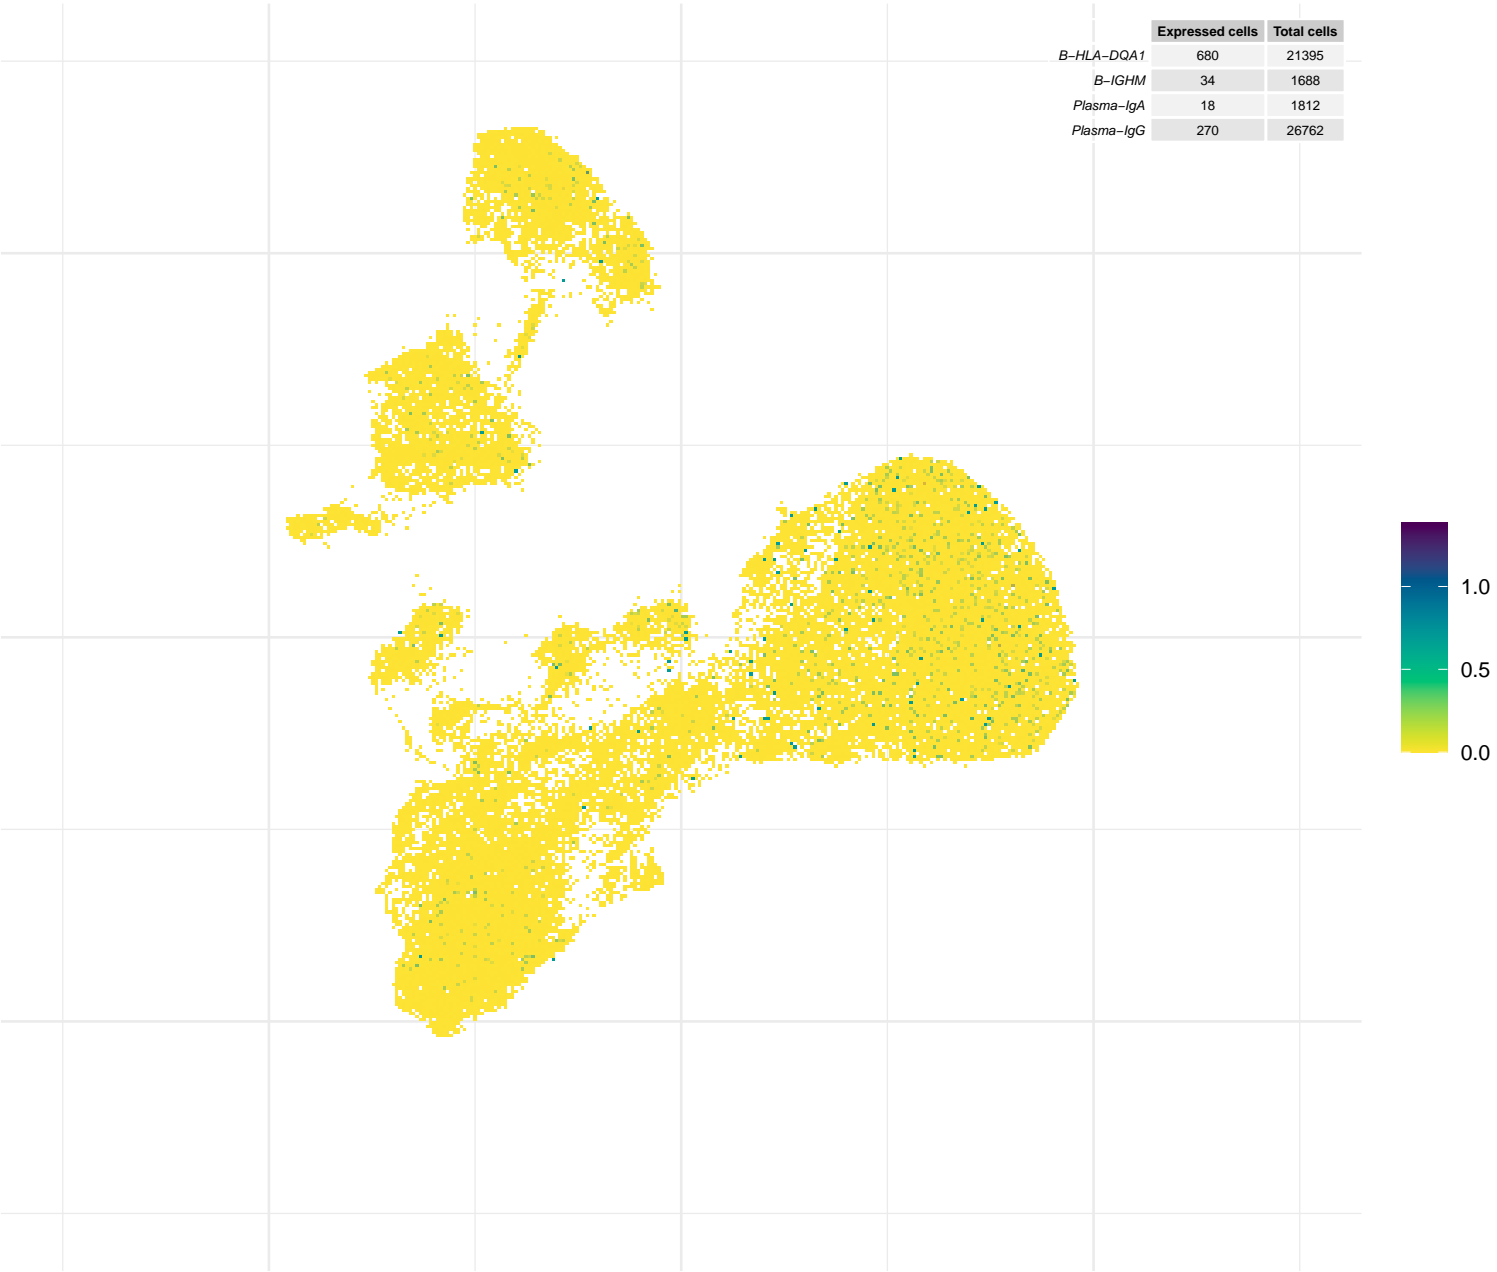 Expressed cells Total cells
B−HLA−DQA1 680 21395
B−IGHM 34 1688
Plasma−IgA 18 1812
Plasma−IgG 270 26762
1.0
0.5
0.0